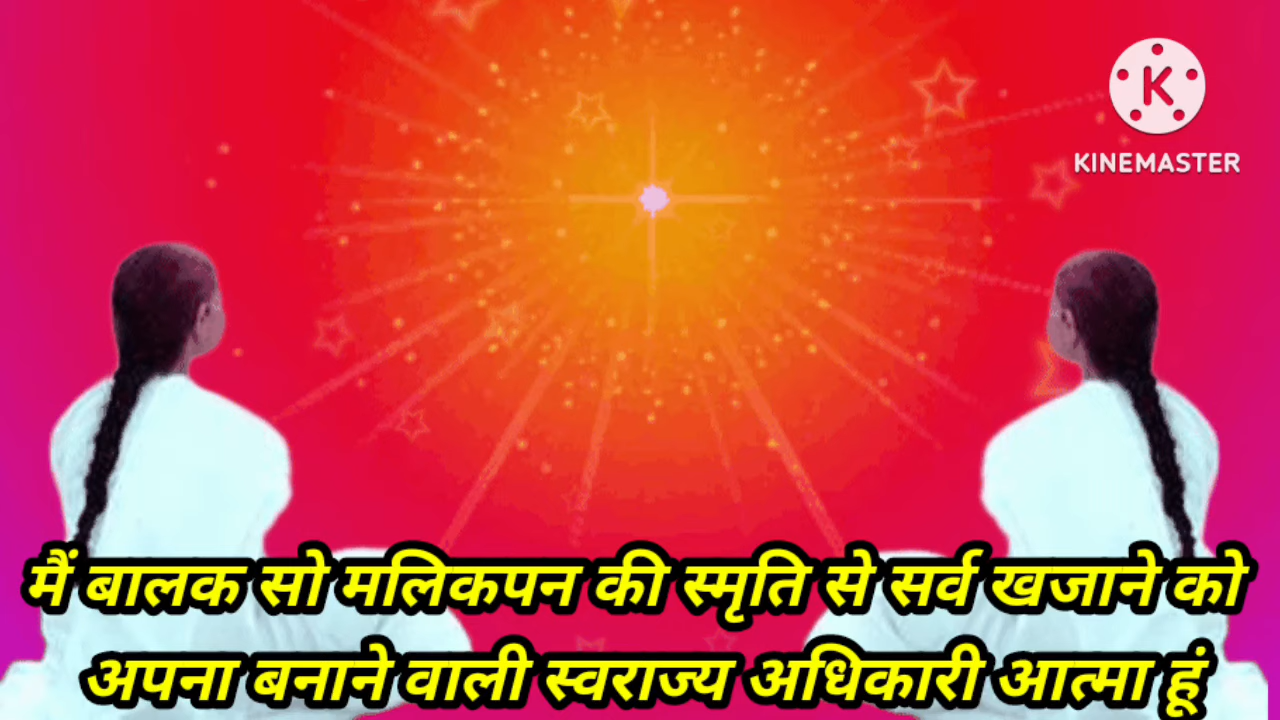 K
KINEMASTER
मैं बालक सो मलिकपन की स्मृति से सर्व खजाने को
अपना बनाने वाली स्वराज्य अधिकारी आत्मा हूं